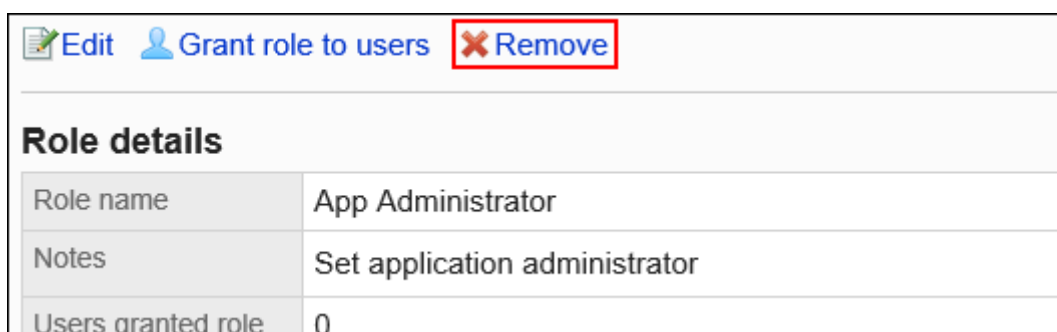 Edit Grant role to users Remove
Role details
Role name App Administrator
Notes Set application administrator
Users granted role 0